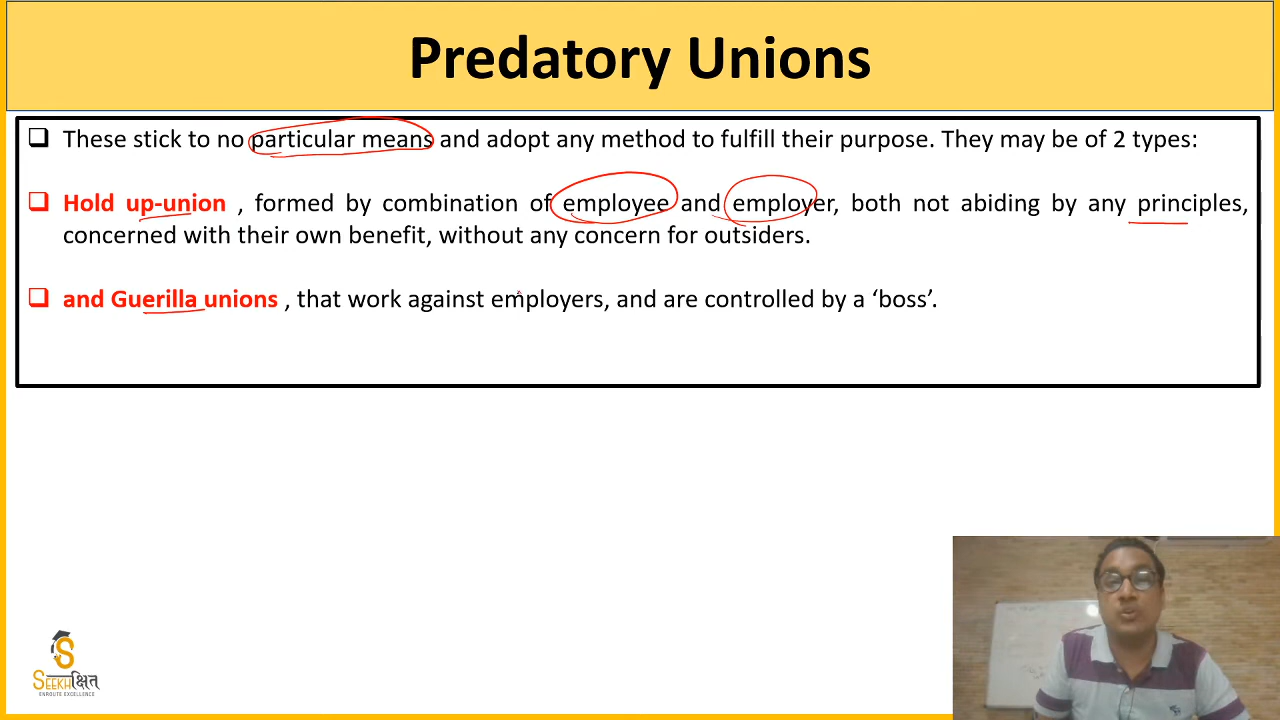 Predatory Unions
These stick to no particular means and adopt any method to fulfill their purpose. They may be of 2 types:
Hold up-union , formed by combination of employee and employer, both not abiding by any principles,
concerned with their own benefit, without any concern for outsiders.
and Guerilla unions , that work against employers, and are controlled by a ‘boss’.
S
SEEKHक्षित
ENROUTE EXCELLENCE